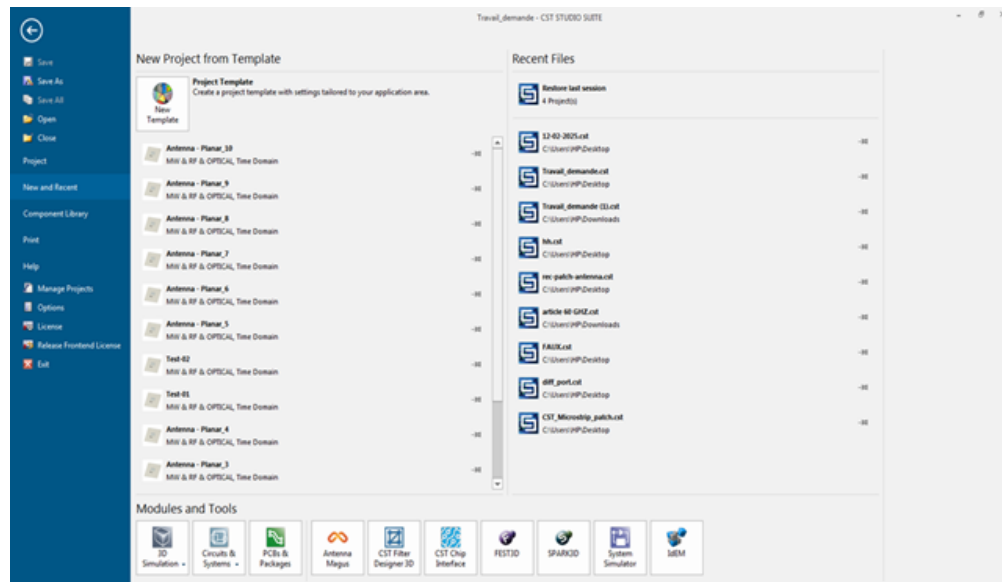 Travail_demande - CST STUDIO SUITE
Save
Save As
Save All
Open
Close
Project
New and Recent
Component Library
Print
Help
Manage Projects
Options
License
Release Frontend License
Exit
New Project from Template
New Template
Project Template
Create a project template with settings tailored to your application area.
Antenna - Planar_10
MW & RF & OPTICAL, Time Domain
Antenna - Planar_9
MW & RF & OPTICAL, Time Domain
Antenna - Planar_8
MW & RF & OPTICAL, Time Domain
Antenna - Planar_7
MW & RF & OPTICAL, Time Domain
Antenna - Planar_6
MW & RF & OPTICAL, Time Domain
Antenna - Planar_5
MW & RF & OPTICAL, Time Domain
Test-02
MW & RF & OPTICAL, Time Domain
Test-01
MW & RF & OPTICAL, Time Domain
Antenna - Planar_4
MW & RF & OPTICAL, Time Domain
Antenna - Planar_3
MW & RF & OPTICAL, Time Domain
Recent Files
Restore last session
4 Project(s)
12-02-2025.cst
C:\Users\HP\Desktop
Travail_demande.cst
C:\Users\HP\Desktop
Travail_demande (1).cst
C:\Users\HP\Downloads
hh.cst
C:\Users\HP\Desktop
rec-patch-antenna.cst
C:\Users\HP\Desktop
article 60 GHZ.cst
C:\Users\HP\Downloads
FAUX.cst
C:\Users\HP\Desktop
diff_port.cst
C:\Users\HP\Desktop
CST_Microstrip_patch.cst
C:\Users\HP\Desktop
Modules and Tools
3D
Simulation
Circuits &
Systems
PCBs &
Packages
Antenna
Magus
CST Filter
Designer 3D
CST Chip
Interface
FEST3D
SPARK3D
System
Simulator
IdEM